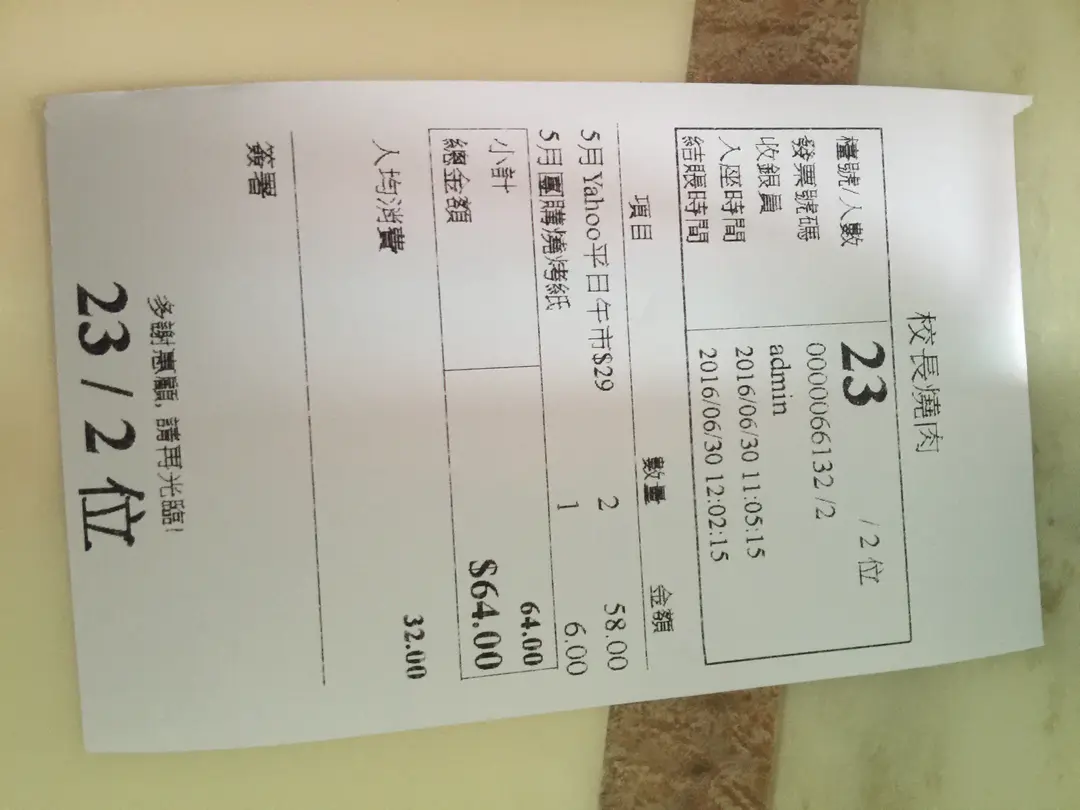 校長燒肉
檯號/人數 23 / 2 位
發票號碼 0000066132 /2
收銀員 admin
入座時間 2016/06/30 11:05:15
結賬時間 2016/06/30 12:02:15
項目 數量 金額
5月Yahoo平日午市$29 2 58.00
5月團購燒烤紙 1 6.00
小計 64.00
總金額 $64.00
人均消費 32.00
簽署
多謝惠顧, 請再光臨!
23 / 2 位